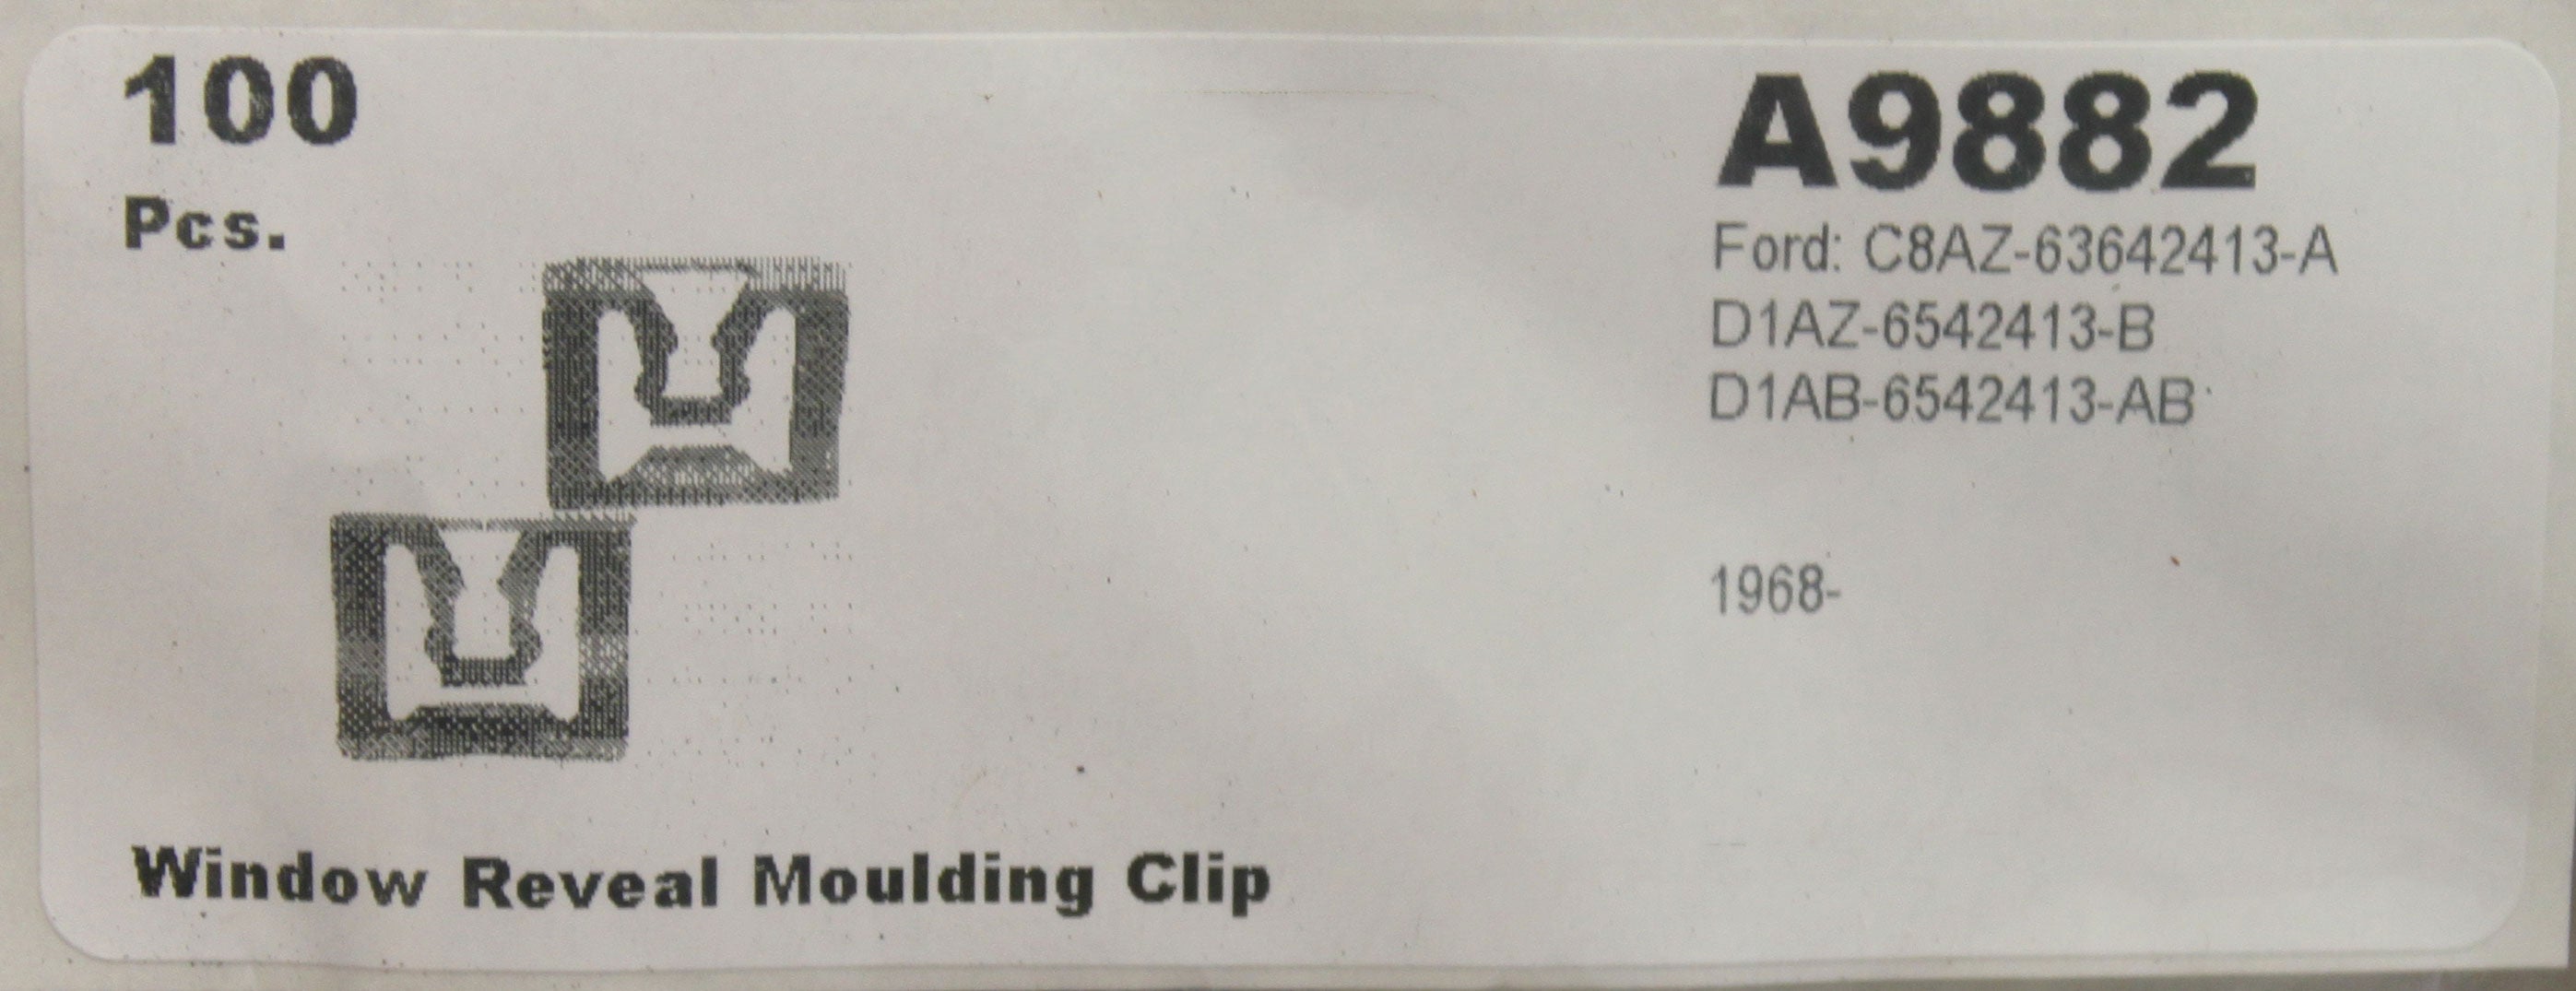 100
Pcs.
A9882
Ford: C8AZ-63642413-A
D1AZ-6542413-B
D1AB-6542413-AB
1968-
Window Reveal Moulding Clip